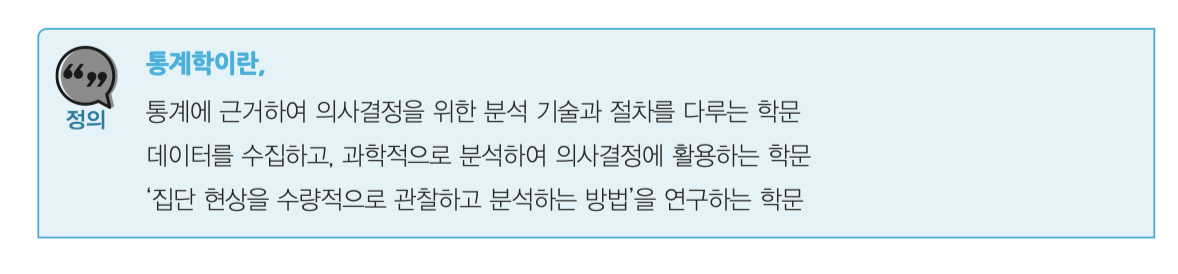 통계학이란,
정의
통계에 근거하여 의사결정을 위한 분석 기술과 절차를 다루는 학문
데이터를 수집하고, 과학적으로 분석하여 의사결정에 활용하는 학문
‘집단 현상을 수량적으로 관찰하고 분석하는 방법’을 연구하는 학문